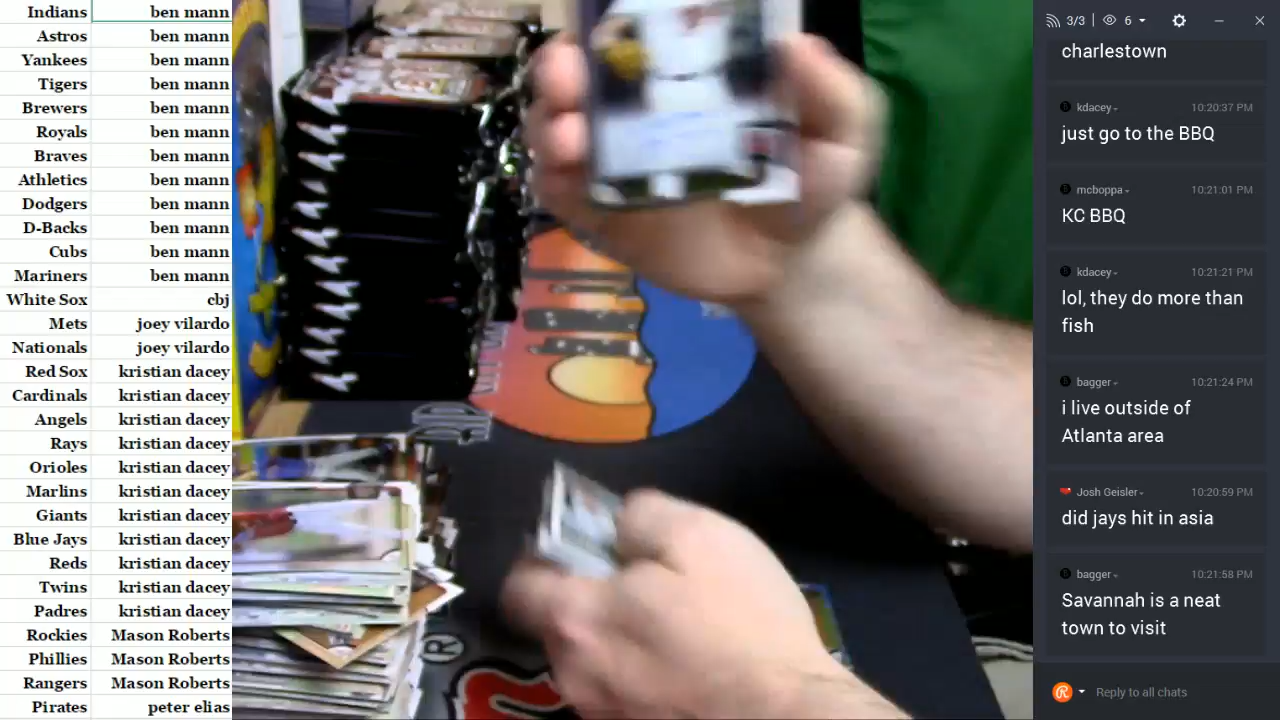 Indians ben mann
Astros ben mann
Yankees ben mann
Tigers ben mann
Brewers ben mann
Royals ben mann
Braves ben mann
Athletics ben mann
Dodgers ben mann
D-Backs ben mann
Cubs ben mann
Mariners ben mann
White Sox cbj
Mets joey vilardo
Nationals joey vilardo
Red Sox kristian dacey
Cardinals kristian dacey
Angels kristian dacey
Rays kristian dacey
Orioles kristian dacey
Marlins kristian dacey
Giants kristian dacey
Blue Jays kristian dacey
Reds kristian dacey
Twins kristian dacey
Padres kristian dacey
Rockies Mason Roberts
Phillies Mason Roberts
Rangers Mason Roberts
Pirates peter elias
®
3/3 6
charlestown
kdacey 10:20:37 PM
just go to the BBQ
mcboppa 10:21:01 PM
KC BBQ
kdacey 10:21:21 PM
lol, they do more than
fish
bagger 10:21:24 PM
i live outside of
Atlanta area
Josh Geisler 10:20:59 PM
did jays hit in asia
bagger 10:21:58 PM
Savannah is a neat
town to visit
Reply to all chats